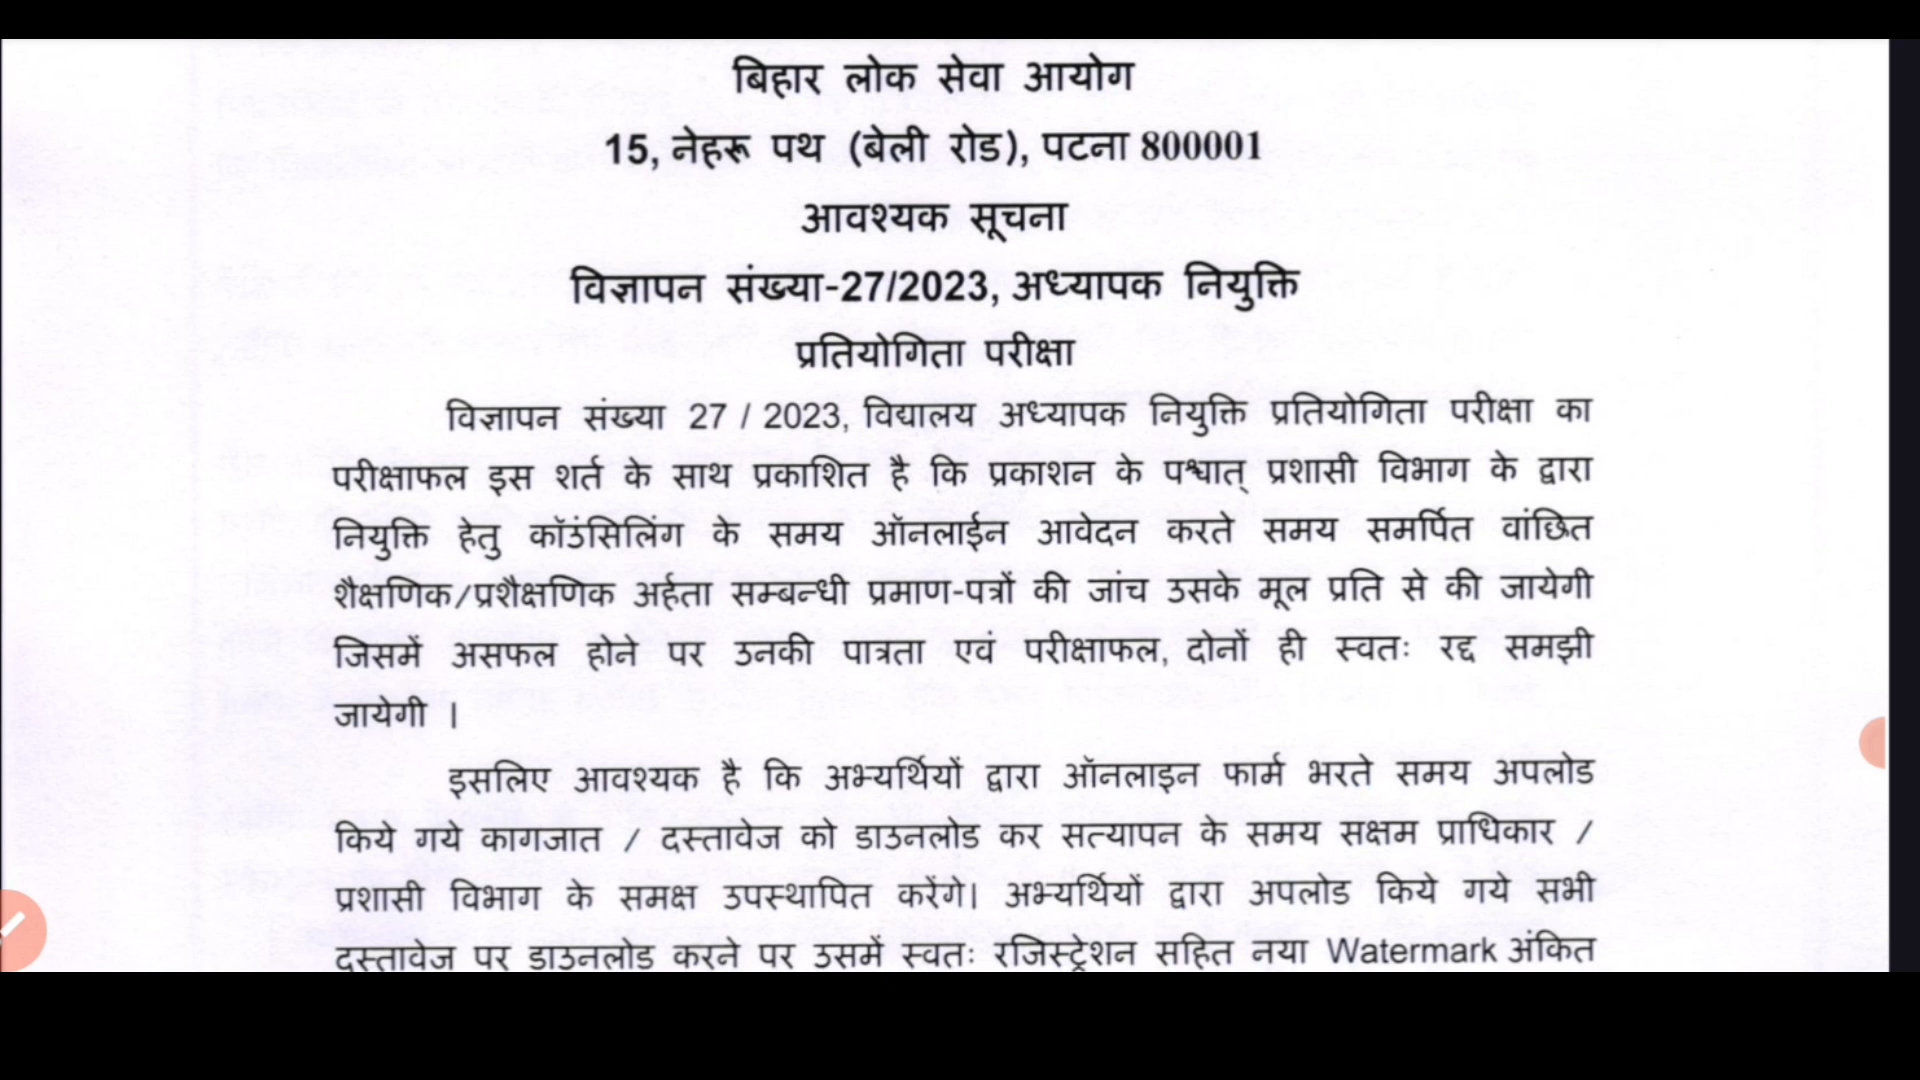 बिहार लोक सेवा आयोग
15, नेहरू पथ (बेली रोड), पटना 800001
आवश्यक सूचना
विज्ञापन संख्या-27/2023, अध्यापक नियुक्ति
प्रतियोगिता परीक्षा
विज्ञापन संख्या 27 / 2023, विद्यालय अध्यापक नियुक्ति प्रतियोगिता परीक्षा का
परीक्षाफल इस शर्त के साथ प्रकाशित है कि प्रकाशन के पश्चात् प्रशासी विभाग के द्वारा
नियुक्ति हेतु कॉउंसिलिंग के समय ऑनलाईन आवेदन करते समय समर्पित वांछित
शैक्षणिक/प्रशैक्षणिक अर्हता सम्बन्धी प्रमाण-पत्रों की जांच उसके मूल प्रति से की जायेगी
जिसमें असफल होने पर उनकी पात्रता एवं परीक्षाफल, दोनों ही स्वतः रद्द समझी
जायेगी ।
इसलिए आवश्यक है कि अभ्यर्थियों द्वारा ऑनलाइन फार्म भरते समय अपलोड
किये गये कागजात / दस्तावेज को डाउनलोड कर सत्यापन के समय सक्षम प्राधिकार /
प्रशासी विभाग के समक्ष उपस्थापित करेंगे। अभ्यर्थियों द्वारा अपलोड किये गये सभी
दस्तावेज पर डाउनलोड करने पर उसमें स्वतः रजिस्ट्रेशन सहित नया Watermark अंकित